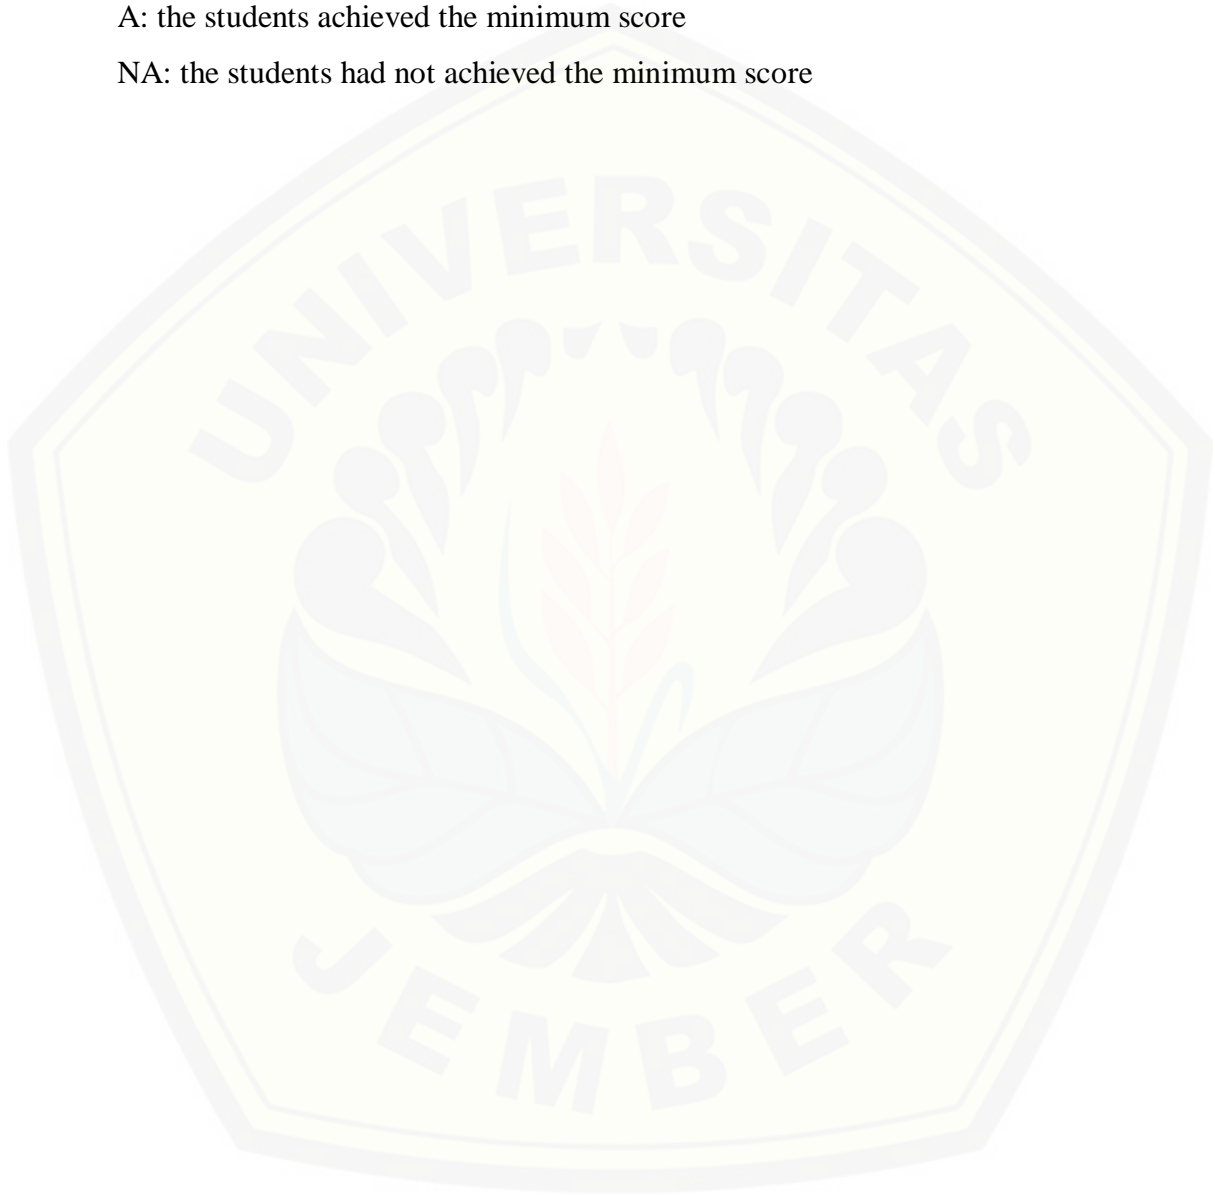 A: the students achieved the minimum score
NA: the students had not achieved the minimum score
UNIVERSITAS
JEMBER